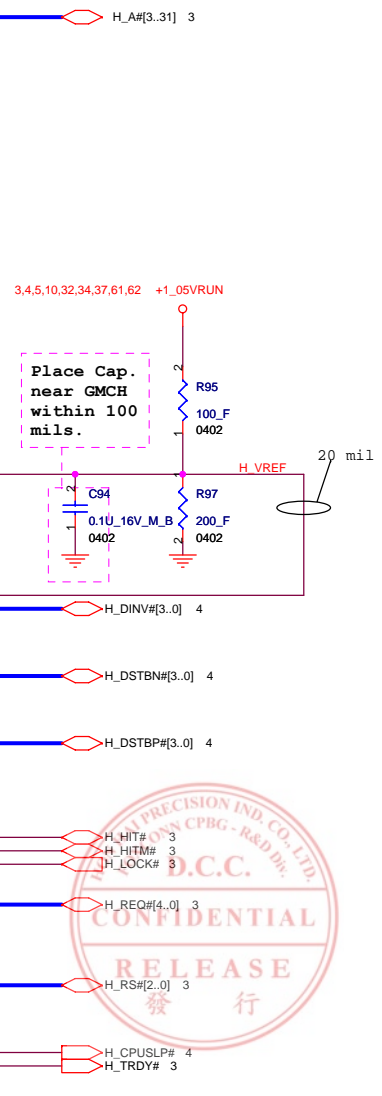 H_A#[3..31] 3
3,4,5,10,32,34,37,61,62 +1_05VRUN
Place Cap.
near GMCH
within 100
mils.
2
R95
100_F
1
0402
H_VREF
20 mil
2
C94
1
0.1U_16V_M_B
0402
1
R97
200_F
2
0402
H_DINV#[3..0] 4
H_DSTBN#[3..0] 4
H_DSTBP#[3..0] 4
H_HIT# 3
H_HITM# 3
H_LOCK# 3
H_REQ#[4..0] 3
H_RS#[2..0] 3
H_CPUSLP# 4
H_TRDY# 3
PRECISION IND. CO., LTD.
CPBG - R&D Div.
D.C.C.
CONFIDENTIAL
RELEASE
發 行